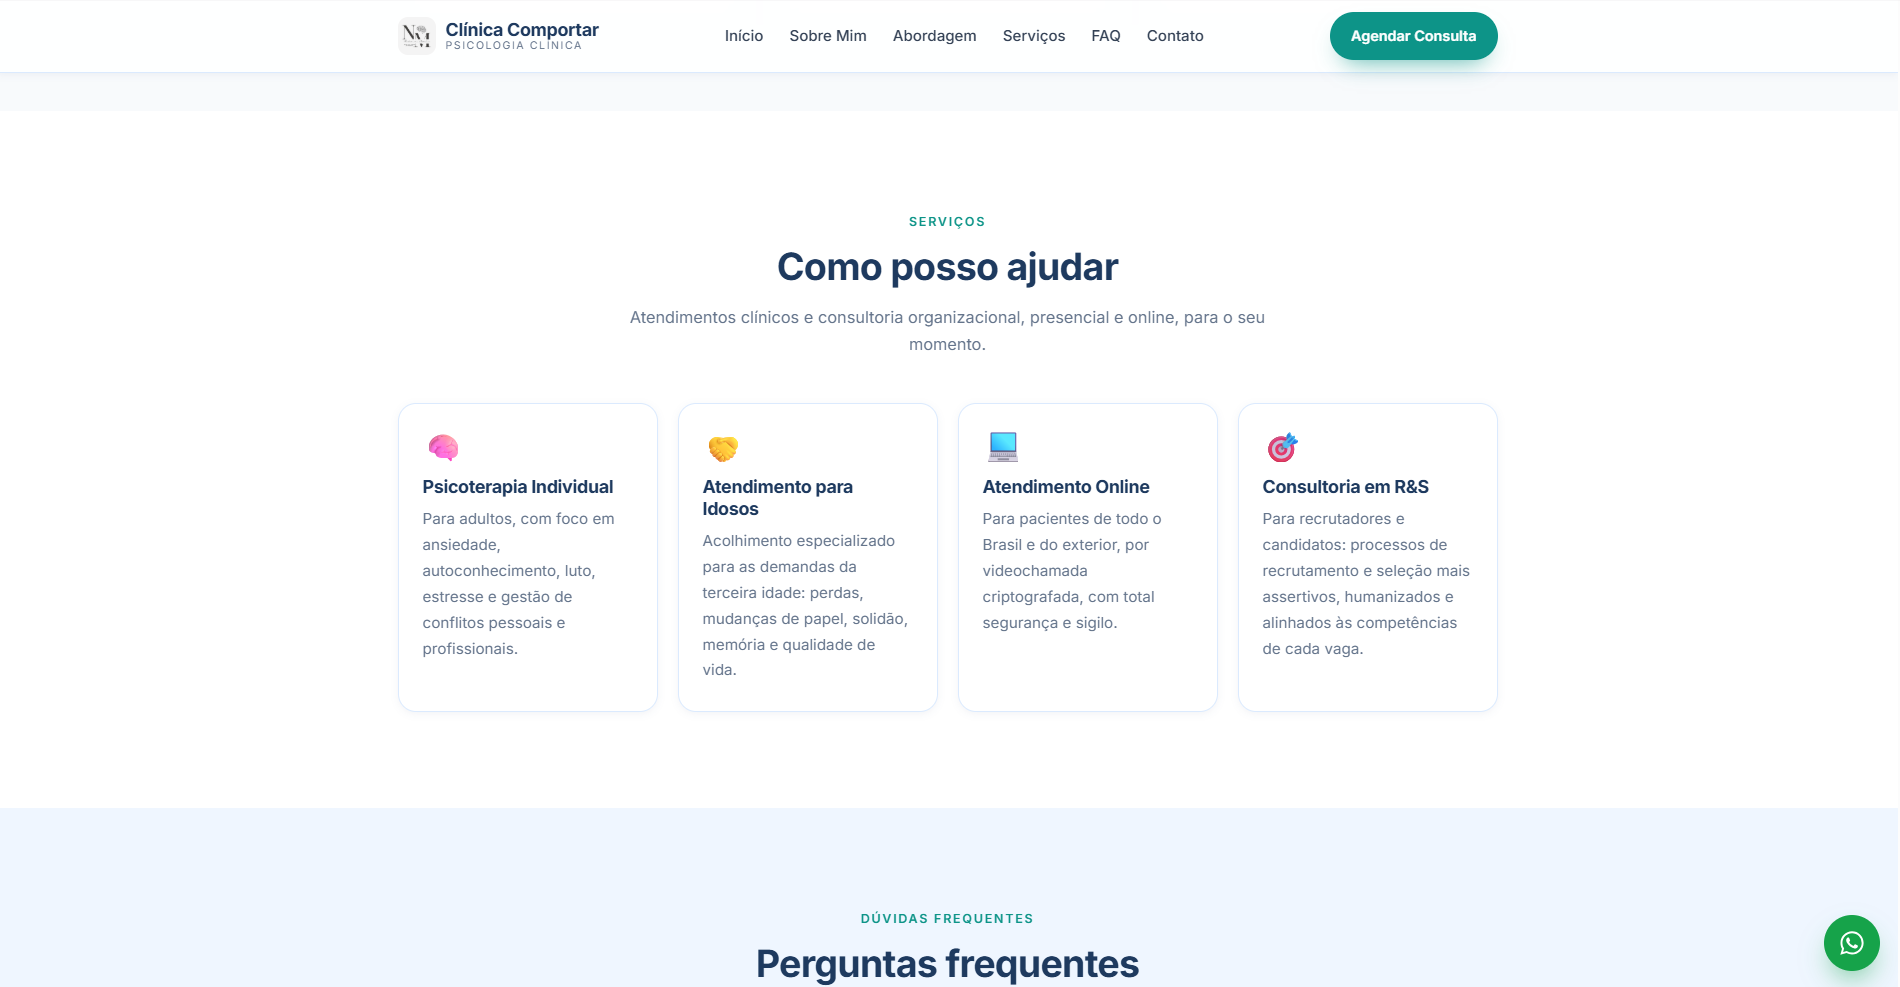 Clínica Comportar
PSICOLOGIA CLÍNICA
Início
Sobre Mim
Abordagem
Serviços
FAQ
Contato
Agendar Consulta
SERVIÇOS
Como posso ajudar
Atendimentos clínicos e consultoria organizacional, presencial e online, para o seu
momento.
Psicoterapia Individual
Para adultos, com foco em
ansiedade,
autoconhecimento, luto,
estresse e gestão de
conflitos pessoais e
profissionais.
Atendimento para
Idosos
Acolhimento especializado
para as demandas da
terceira idade: perdas,
mudanças de papel, solidão,
memória e qualidade de
vida.
Atendimento Online
Para pacientes de todo o
Brasil e do exterior, por
videochamada
criptografada, com total
segurança e sigilo.
Consultoria em R&S
Para recrutadores e
candidatos: processos de
recrutamento e seleção mais
assertivos, humanizados e
alinhados às competências
de cada vaga.
DÚVIDAS FREQUENTES
Perguntas frequentes